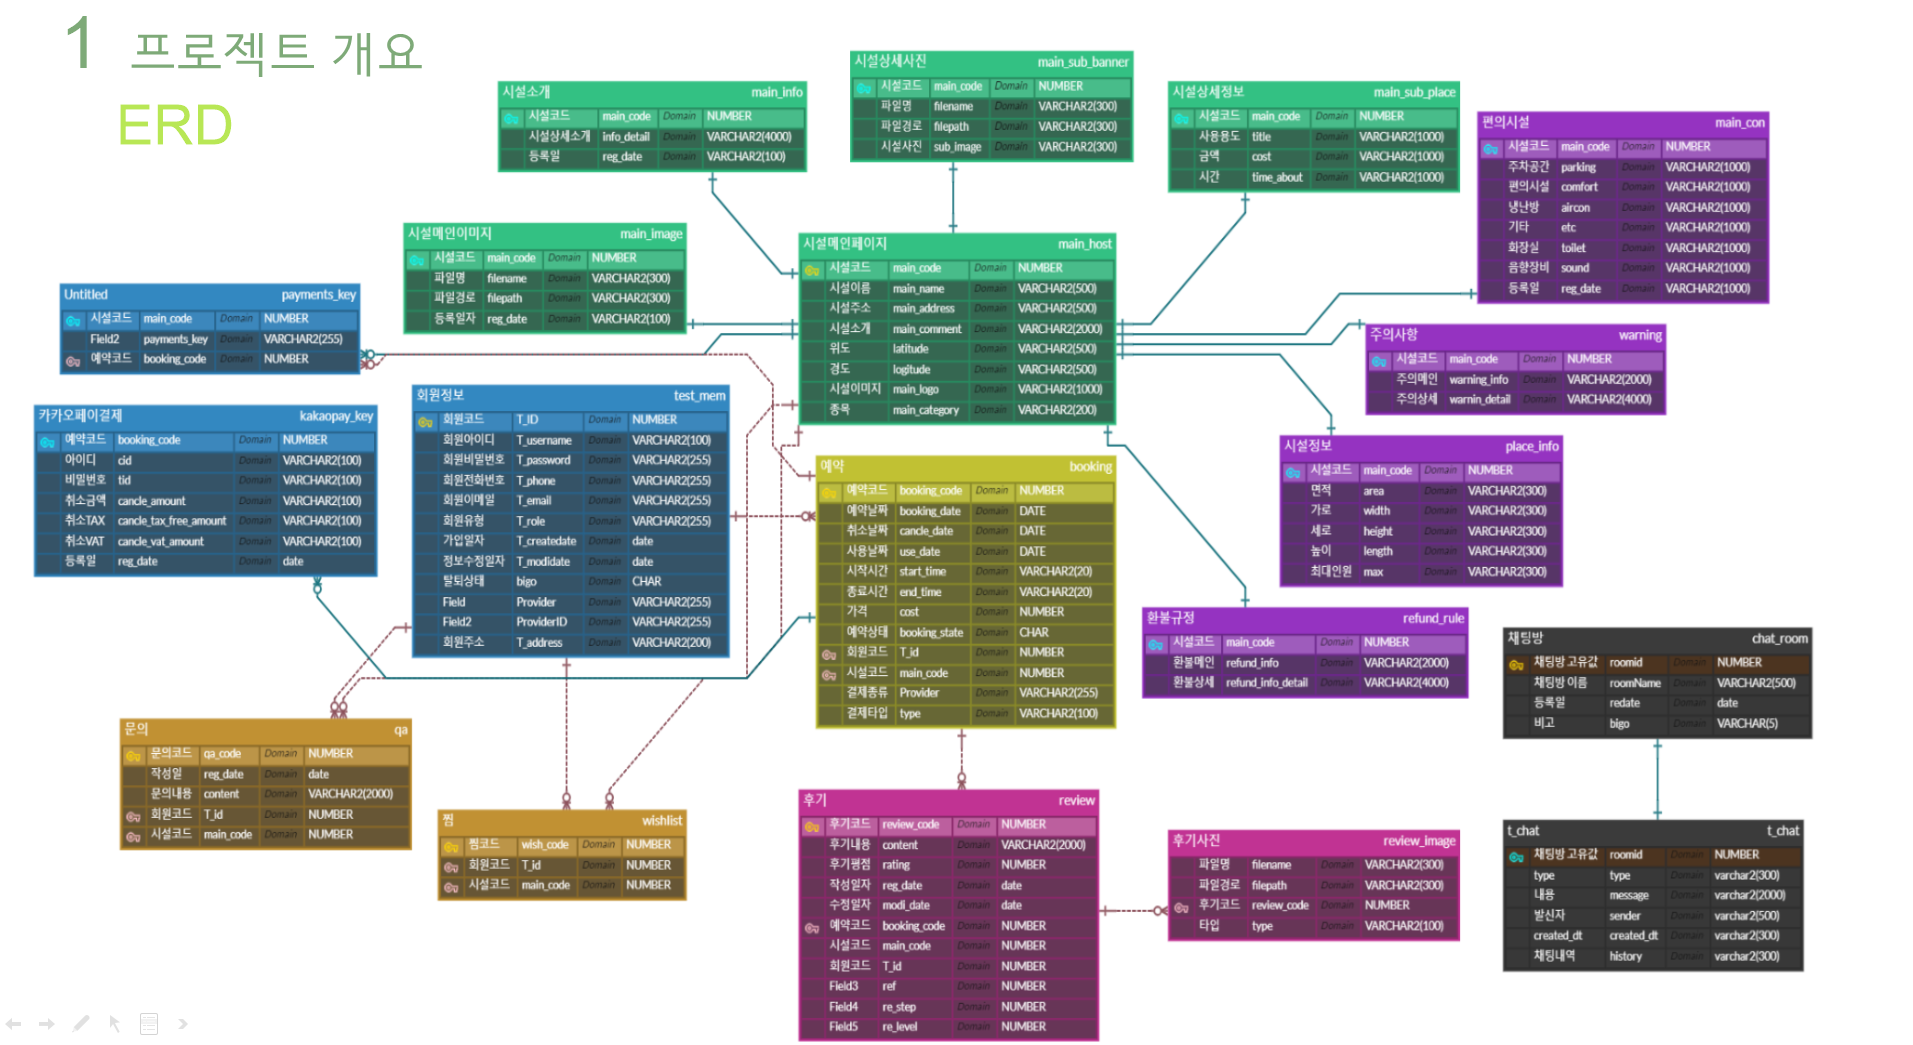 1 프로젝트 개요
ERD
시설소개 main_info
시설코드 main_code Domain NUMBER
시설상세소개 info_detail Domain VARCHAR2(4000)
등록일 reg_date Domain VARCHAR2(100)
시설상세사진 main_sub_banner
시설코드 main_code Domain NUMBER
파일명 filename Domain VARCHAR2(300)
파일경로 filepath Domain VARCHAR2(300)
시설사진 sub_image Domain VARCHAR2(300)
시설상세정보 main_sub_place
시설코드 main_code Domain NUMBER
사용용도 title Domain VARCHAR2(1000)
금액 cost Domain VARCHAR2(1000)
시간 time_about Domain VARCHAR2(1000)
편의시설 main_con
시설코드 main_code Domain NUMBER
주차공간 parking Domain VARCHAR2(1000)
편의시설 comfort Domain VARCHAR2(1000)
냉난방 aircon Domain VARCHAR2(1000)
기타 etc Domain VARCHAR2(1000)
화장실 toilet Domain VARCHAR2(1000)
음향장비 sound Domain VARCHAR2(1000)
등록일 reg_date Domain VARCHAR2(1000)
시설메인이미지 main_image
시설코드 main_code Domain NUMBER
파일명 filename Domain VARCHAR2(300)
파일경로 filepath Domain VARCHAR2(300)
등록일자 reg_date Domain VARCHAR2(100)
시설메인페이지 main_host
시설코드 main_code Domain NUMBER
시설이름 main_name Domain VARCHAR2(500)
시설주소 main_address Domain VARCHAR2(500)
시설소개 main_comment Domain VARCHAR2(2000)
위도 latitude Domain VARCHAR2(500)
경도 logitude Domain VARCHAR2(500)
시설이미지 main_logo Domain VARCHAR2(1000)
종목 main_category Domain VARCHAR2(200)
Untitled payments_key
시설코드 main_code Domain NUMBER
Field2 payments_key Domain VARCHAR2(255)
예약코드 booking_code Domain NUMBER
주의사항 warning
시설코드 main_code Domain NUMBER
주의메인 warning_info Domain VARCHAR2(2000)
주의상세 warnin_detail Domain VARCHAR2(4000)
카카오페이결제 kakaopay_key
예약코드 booking_code Domain NUMBER
아이디 cid Domain VARCHAR2(100)
비밀번호 tid Domain VARCHAR2(100)
취소금액 cancle_amount Domain VARCHAR2(100)
취소TAX cancle_tax_free_amount Domain VARCHAR2(100)
취소VAT cancle_vat_amount Domain VARCHAR2(100)
등록일 reg_date Domain date
회원정보 test_mem
회원코드 T_ID Domain NUMBER
회원아이디 T_username Domain VARCHAR2(100)
회원비밀번호 T_password Domain VARCHAR2(255)
회원전화번호 T_phone Domain VARCHAR2(255)
회원이메일 T_email Domain VARCHAR2(255)
회원유형 T_role Domain VARCHAR2(255)
가입일자 T_createdate Domain date
정보수정일자 T_modidate Domain date
탈퇴상태 bigo Domain CHAR
Field Provider Domain VARCHAR2(255)
Field2 ProviderID Domain VARCHAR2(255)
회원주소 T_address Domain VARCHAR2(200)
예약 booking
예약코드 booking_code Domain NUMBER
예약날짜 booking_date Domain DATE
취소날짜 cancle_date Domain DATE
사용날짜 use_date Domain DATE
시작시간 start_time Domain VARCHAR2(20)
종료시간 end_time Domain VARCHAR2(20)
가격 cost Domain NUMBER
예약상태 booking_state Domain CHAR
회원코드 T_id Domain NUMBER
시설코드 main_code Domain NUMBER
결제종류 Provider Domain VARCHAR2(255)
결제타입 type Domain VARCHAR2(100)
시설정보 place_info
시설코드 main_code Domain NUMBER
면적 area Domain VARCHAR2(300)
가로 width Domain VARCHAR2(300)
세로 height Domain VARCHAR2(300)
높이 length Domain VARCHAR2(300)
최대인원 max Domain VARCHAR2(300)
환불규정 refund_rule
시설코드 main_code Domain NUMBER
환불메인 refund_info Domain VARCHAR2(2000)
환불상세 refund_info_detail Domain VARCHAR2(4000)
채팅방 chat_room
채팅방 고유값 roomid Domain NUMBER
채팅방 이름 roomName Domain VARCHAR2(500)
등록일 redate Domain date
비고 bigo Domain VARCHAR(5)
문의 qa
문의코드 qa_code Domain NUMBER
작성일 reg_date Domain date
문의내용 content Domain VARCHAR2(2000)
회원코드 T_id Domain NUMBER
시설코드 main_code Domain NUMBER
찜 wishlist
찜코드 wish_code Domain NUMBER
회원코드 T_id Domain NUMBER
시설코드 main_code Domain NUMBER
후기 review
후기코드 review_code Domain NUMBER
후기내용 content Domain VARCHAR2(2000)
후기평점 rating Domain NUMBER
작성일자 reg_date Domain date
수정일자 modi_date Domain date
예약코드 booking_code Domain NUMBER
시설코드 main_code Domain NUMBER
회원코드 T_id Domain NUMBER
Field3 ref Domain NUMBER
Field4 re_step Domain NUMBER
Field5 re_level Domain NUMBER
후기사진 review_image
파일명 filename Domain VARCHAR2(300)
파일경로 filepath Domain VARCHAR2(300)
후기코드 review_code Domain NUMBER
타입 type Domain VARCHAR2(100)
t_chat t_chat
채팅방 고유값 roomid Domain NUMBER
type type Domain varchar2(300)
내용 message Domain varchar2(2000)
발신자 sender Domain varchar2(500)
created_dt created_dt Domain varchar2(300)
채팅내역 history Domain varchar2(300)